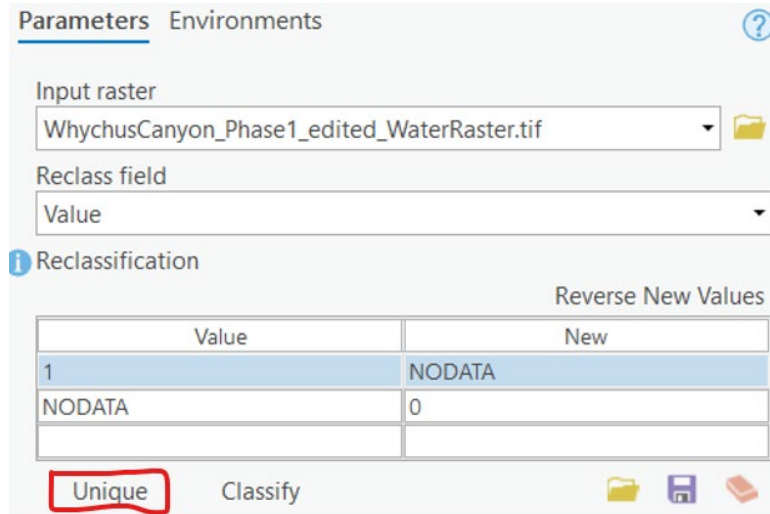 Parameters Environments
Input raster
WhychusCanyon_Phase1_edited_WaterRaster.tif
Reclass field
Value
Reclassification
Reverse New Values
Value New
1 NODATA
NODATA 0
Unique Classify